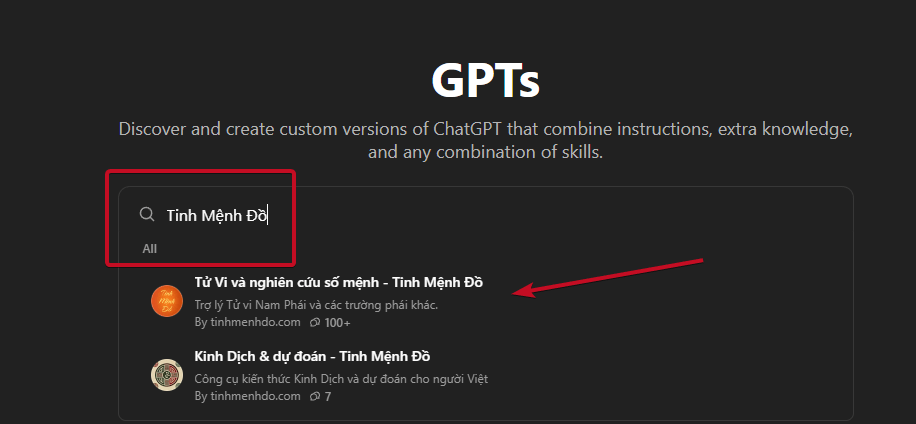 GPTs
Discover and create custom versions of ChatGPT that combine instructions, extra knowledge,
and any combination of skills.
Tinh Mệnh Đồ
All
Tử Vi và nghiên cứu số mệnh - Tinh Mệnh Đồ
Trợ lý Tử vi Nam Phái và các trường phái khác.
By tinhmenhdo.com 100+
Kinh Dịch & dự đoán - Tinh Mệnh Đồ
Công cụ kiến thức Kinh Dịch và dự đoán cho người Việt
By tinhmenhdo.com 7
Tinh
Mệnh
Đồ